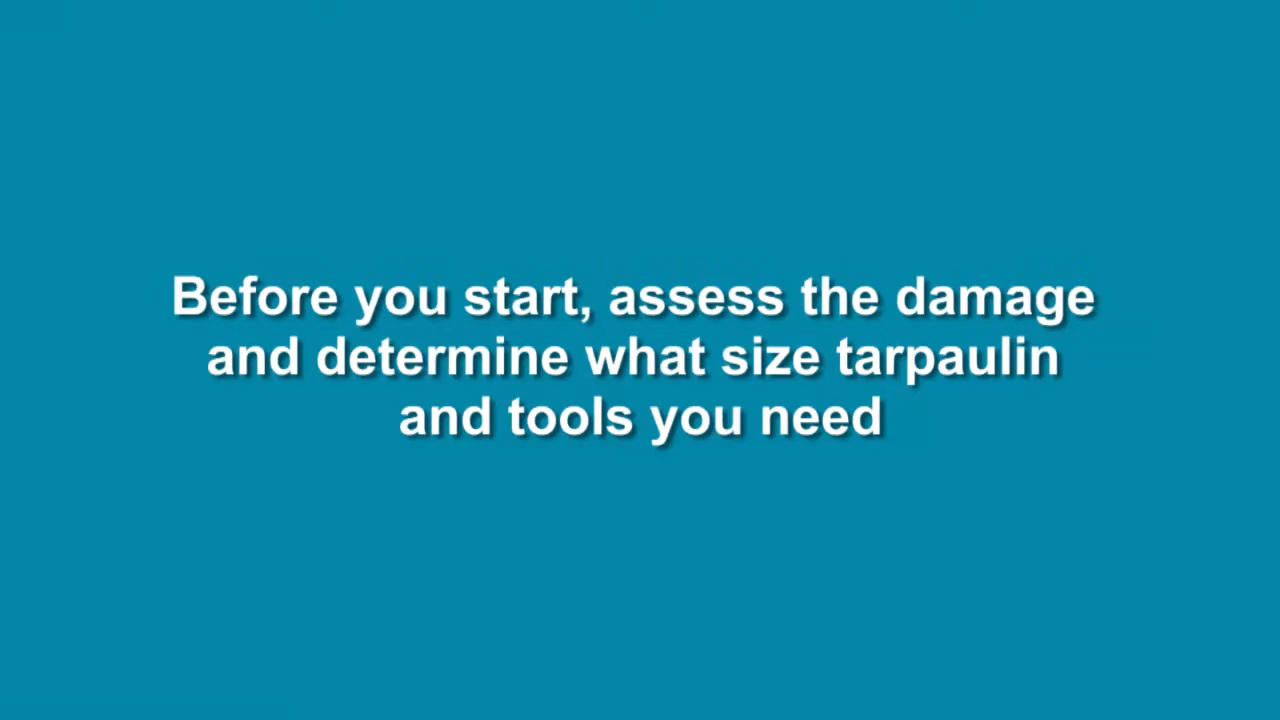 Before you start, assess the damage
and determine what size tarpaulin
and tools you need